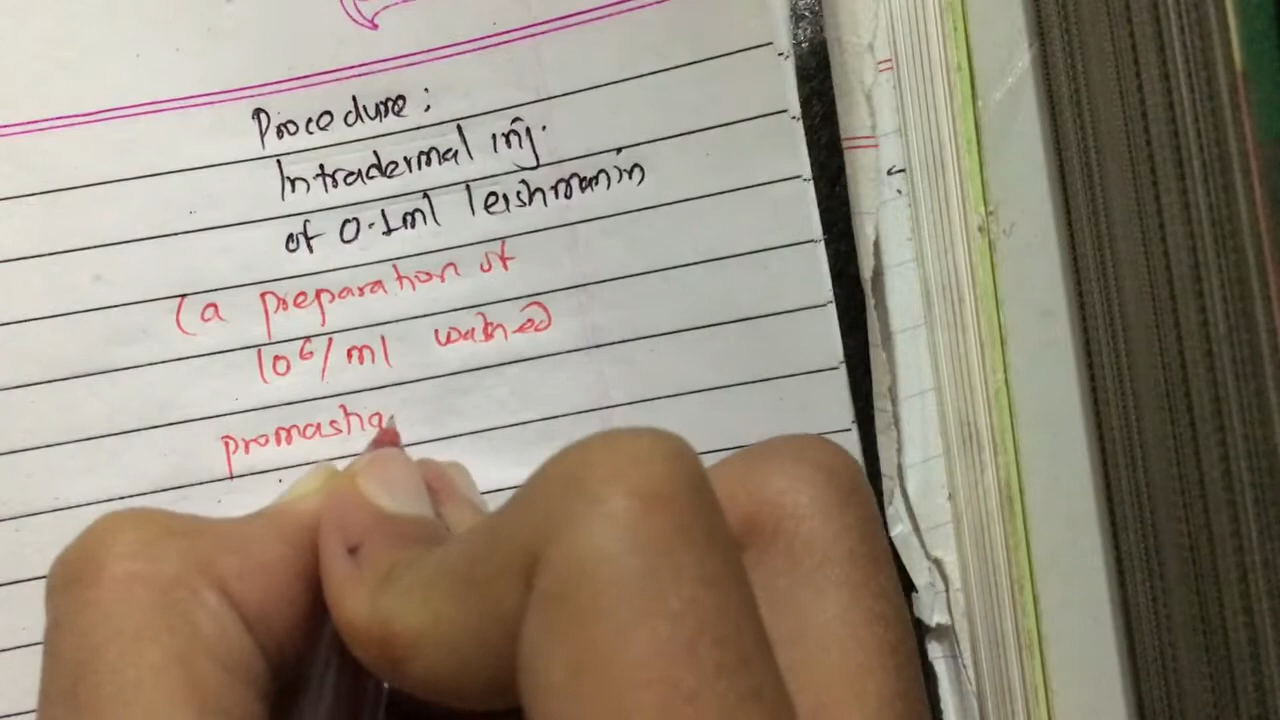 Procedure :
Intradermal inj.
of 0.1ml leishmanin
(a preparation of
10⁶/ml washed
promastig